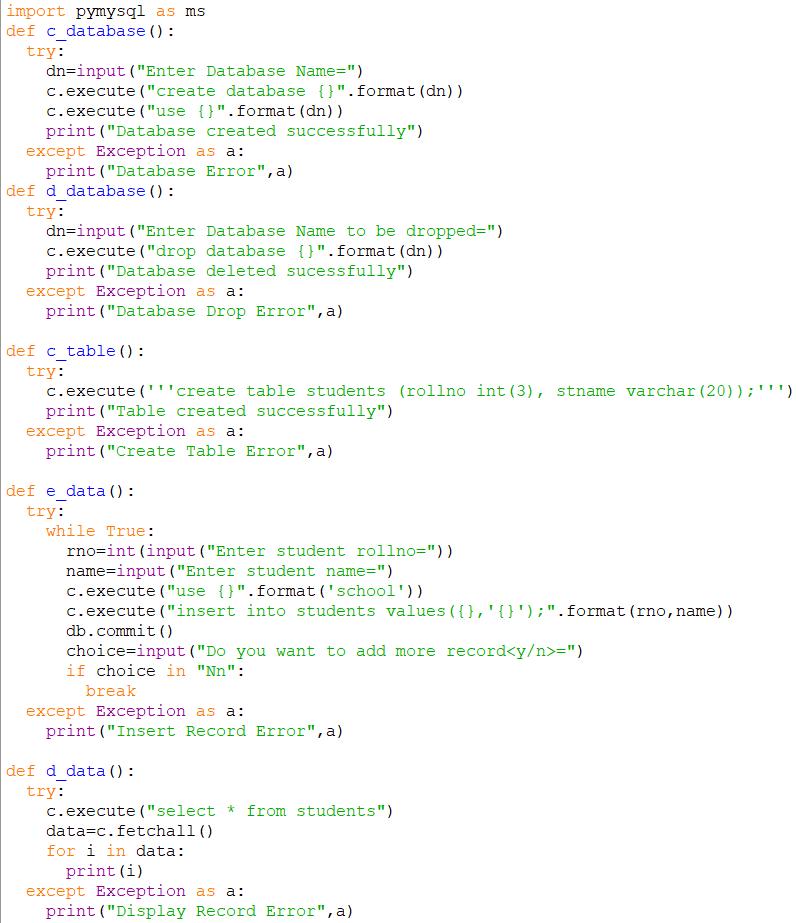 import pymysql as ms
def c_database():
  try:
    dn=input("Enter Database Name=")
    c.execute("create database {}".format(dn))
    c.execute("use {}".format(dn))
    print("Database created successfully")
  except Exception as a:
    print("Database Error",a)
def d_database():
  try:
    dn=input("Enter Database Name to be dropped=")
    c.execute("drop database {}".format(dn))
    print("Database deleted sucessfully")
  except Exception as a:
    print("Database Drop Error",a)

def c_table():
  try:
    c.execute('''create table students (rollno int(3), stname varchar(20));''')
    print("Table created successfully")
  except Exception as a:
    print("Create Table Error",a)

def e_data():
  try:
    while True:
      rno=int(input("Enter student rollno="))
      name=input("Enter student name=")
      c.execute("use {}".format('school'))
      c.execute("insert into students values({},'{}');".format(rno,name))
      db.commit()
      choice=input("Do you want to add more record<y/n>=")
      if choice in "Nn":
        break
  except Exception as a:
    print("Insert Record Error",a)

def d_data():
  try:
    c.execute("select * from students")
    data=c.fetchall()
    for i in data:
      print(i)
  except Exception as a:
    print("Display Record Error",a)